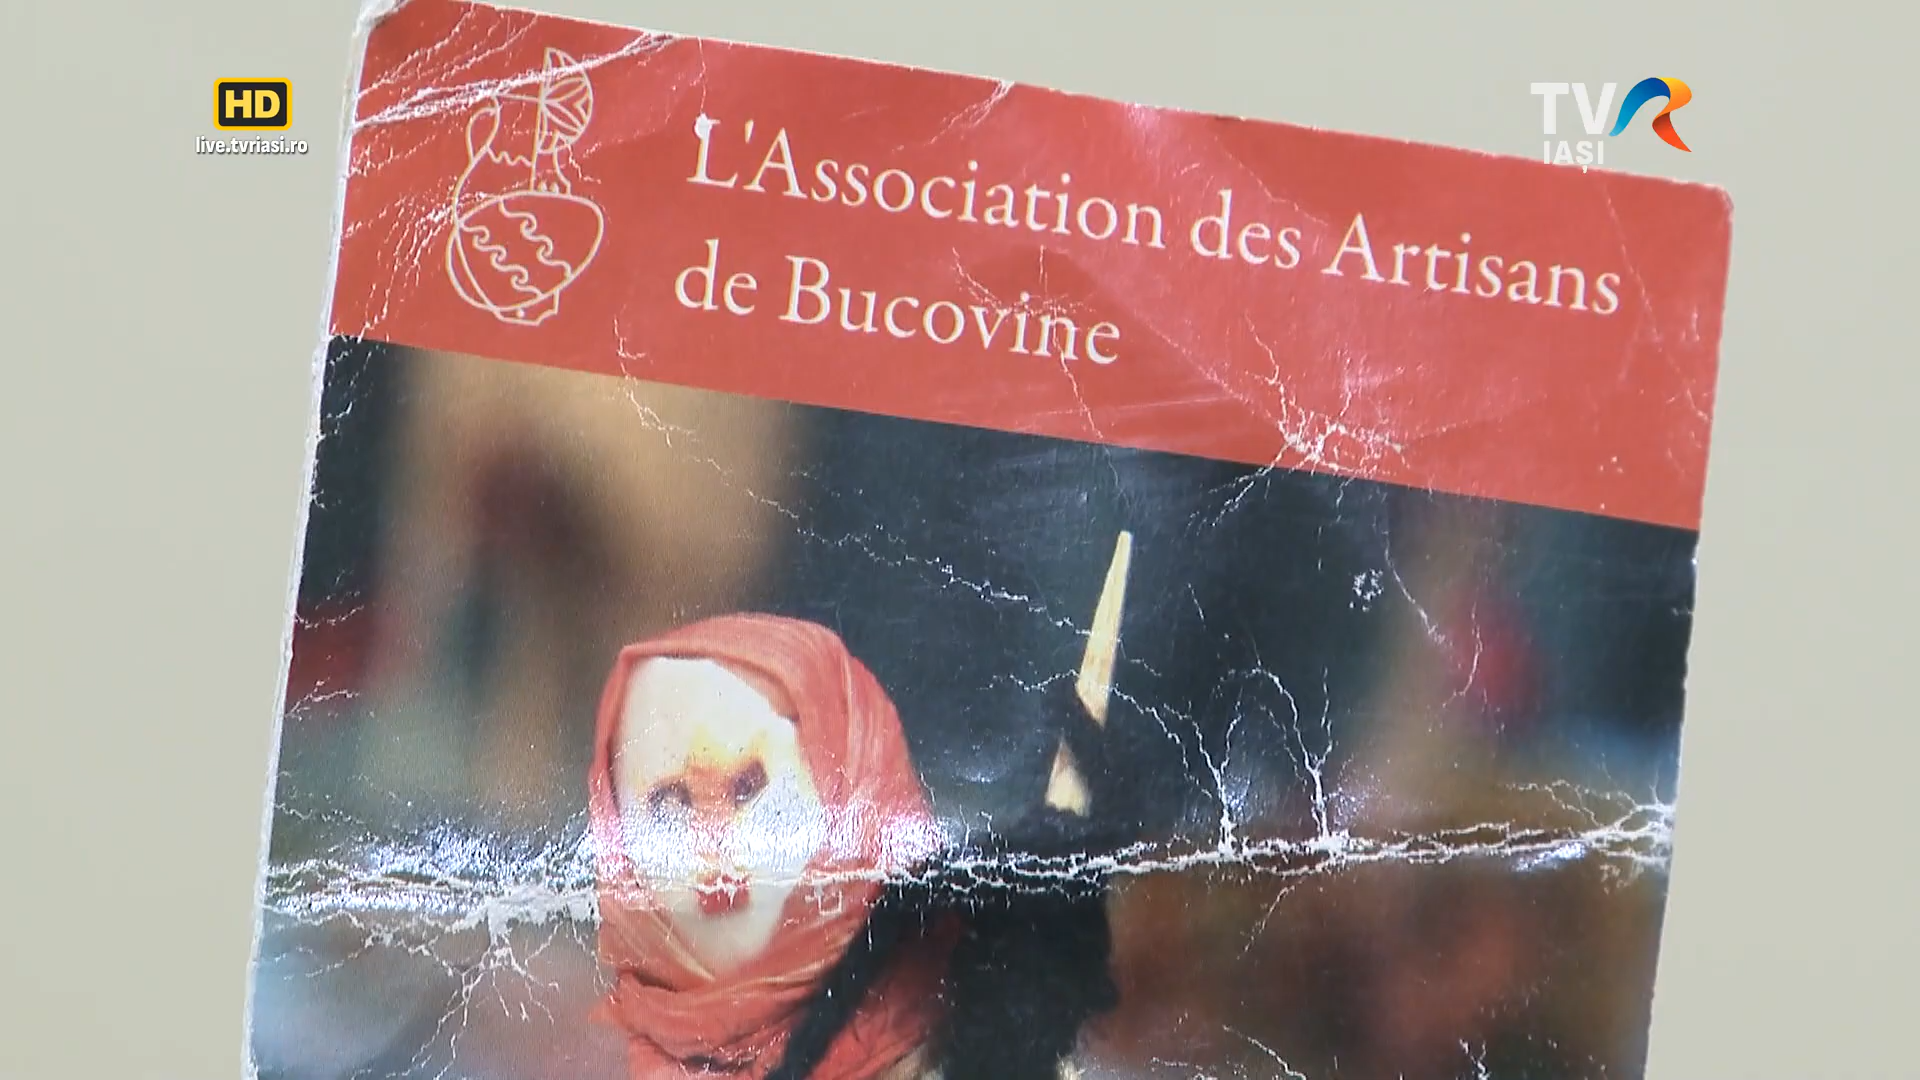 HD
live.tvriasi.ro
TVR
IAȘI
L'Association des Artisans
de Bucovine